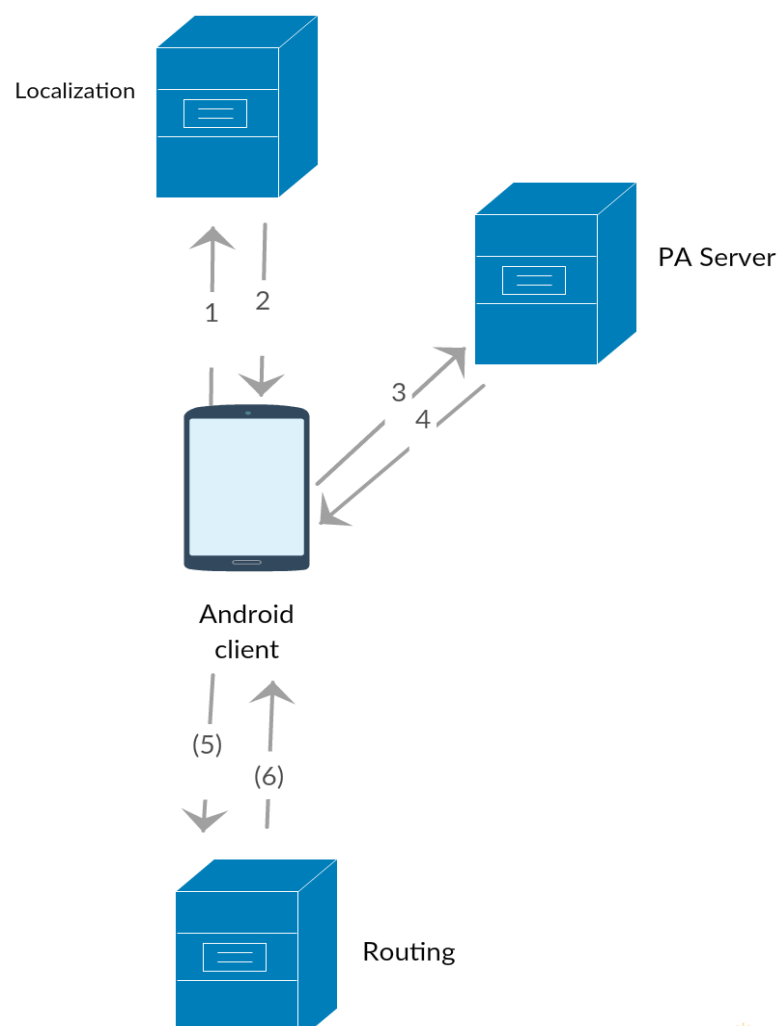 Localization
PA Server
1
2
3
4
Android
client
(5)
(6)
Routing